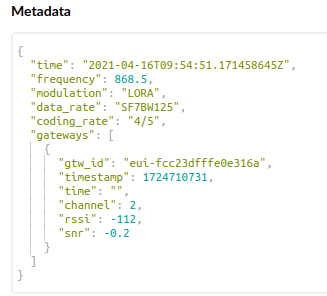 Metadata
{
"time": "2021-04-16T09:54:51.171458645Z",
"frequency": 868.5,
"modulation": "LORA",
"data_rate": "SF7BW125",
"coding_rate": "4/5",
"gateways": [
{
"gtw_id": "eui-fcc23dfffe0e316a",
"timestamp": 1724710731,
"time": "",
"channel": 2,
"rssi": -112,
"snr": -0.2
}
]
}